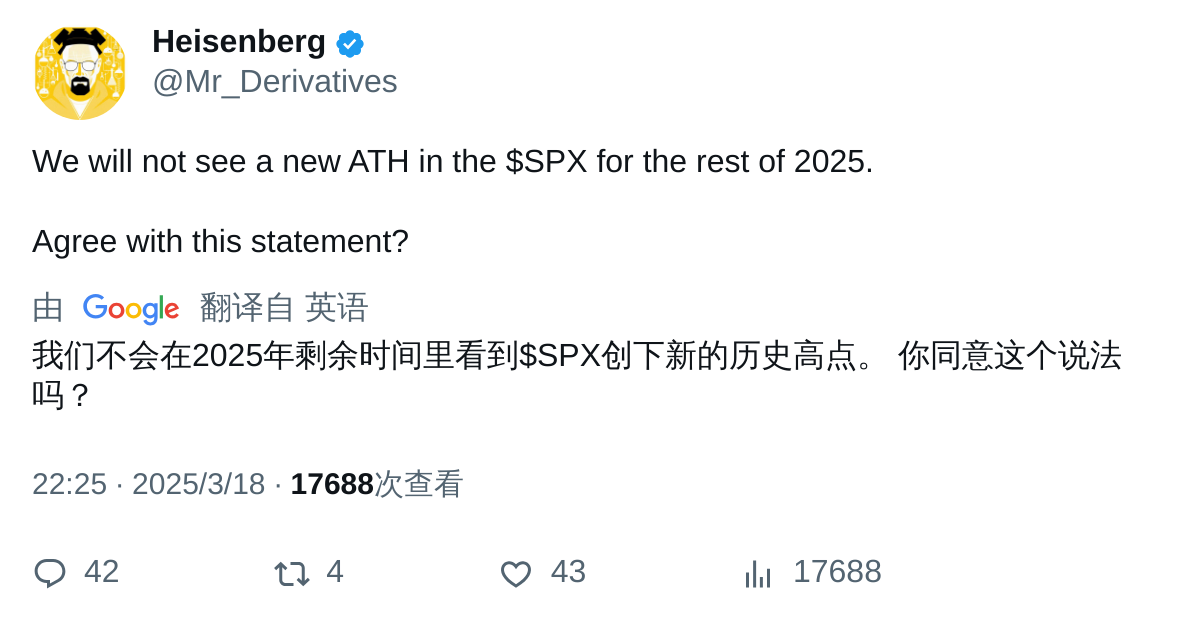 Heisenberg
@Mr_Derivatives
We will not see a new ATH in the $SPX for the rest of 2025.
Agree with this statement?
由 Google 翻译自 英语
我们不会在2025年剩余时间里看到$SPX创下新的历史高点。 你同意这个说法
吗？
22:25 · 2025/3/18 · 17688次查看
42 4 43 17688